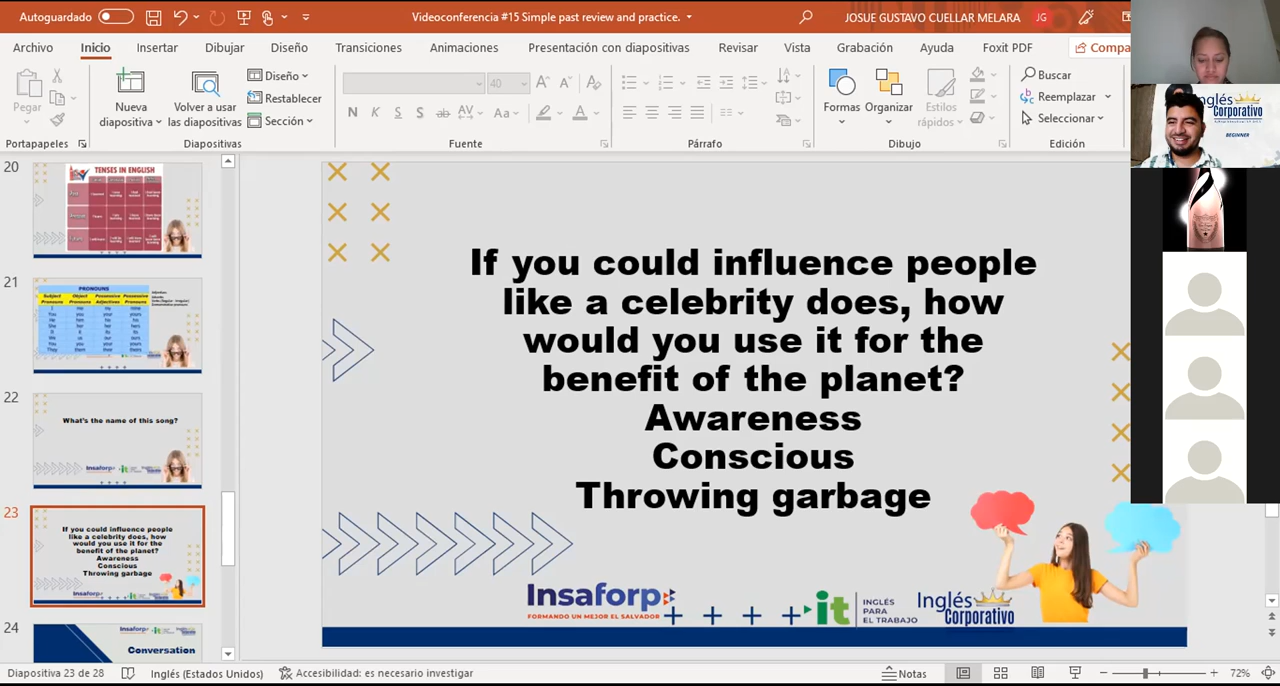 Autoguardado
Videoconferencia #15 Simple past review and practice.
JOSUE GUSTAVO CUELLAR MELARA
JG
Archivo Inicio Insertar Dibujar Diseño Transiciones Animaciones Presentación con diapositivas Revisar Vista Grabación Ayuda Foxit PDF Compa
Pegar
Nueva diapositiva
Volver a usar las diapositivas
Diseño
Restablecer
Sección
40
N K S S ab AV Aa A
Formas
Organizar
Estilos rápidos
Buscar
Reemplazar
Seleccionar
Portapapeles Diapositivas Fuente Párrafo Dibujo Edición
Inglés
Corporativo
BEGINNER
20
TENSES IN ENGLISH
21
PRONOUNS
22
What's the name of this song?
Insaforp
it
23
If you could influence people
like a celebrity does, how
would you use it for the
benefit of the planet?
Awareness
Conscious
Throwing garbage
Insaforp
24
Insaforp
Conversation
If you could influence people
like a celebrity does, how
would you use it for the
benefit of the planet?
Awareness
Conscious
Throwing garbage
Insaforp
FORMANDO UN MEJOR EL SALVADOR
it
INGLÉS
PARA
EL TRABAJO
Inglés
Corporativo
Diapositiva 23 de 28
Inglés (Estados Unidos)
Accesibilidad: es necesario investigar
Notas
72%